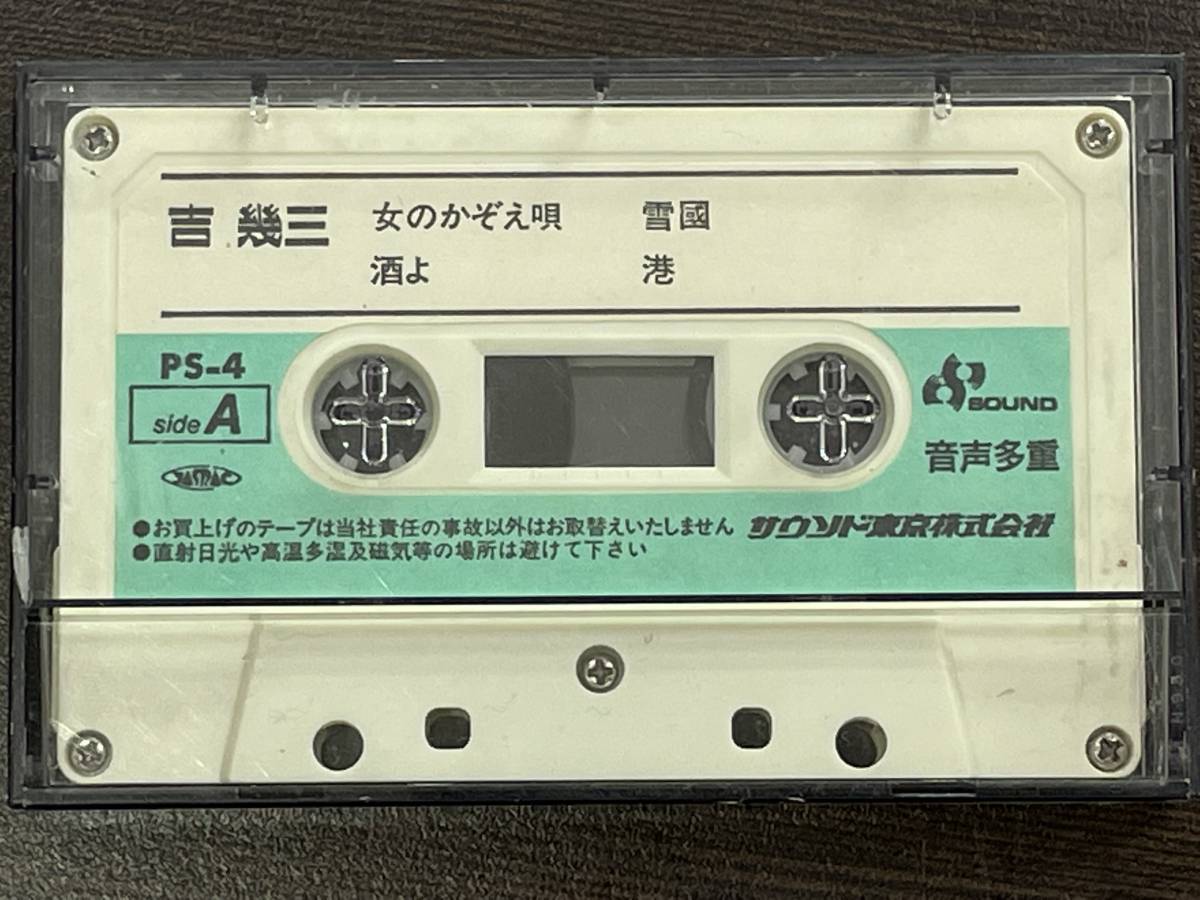 吉 幾三
女のかぞえ唄
雪國
酒よ
港
PS-4
side A
JASRAC
SOUND
音声多重
●お買上げのテープは当社責任の事故以外はお取替えいたしません
●直射日光や高温多湿及磁気等の場所は避けて下さい
サウンド東京株式会社